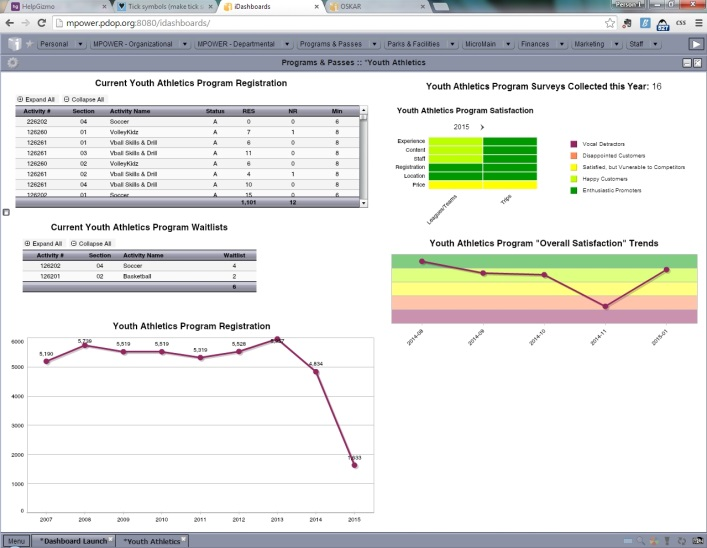 HelpGizmo
Tick symbols (make tick s
iDashboards
OSKAR
mpower.pdop.org:8080/idashboards/
CSS
Personal
MPOWER - Organizational
MPOWER - Departmental
Programs & Passes
Parks & Facilities
MicroMain
Finances
Marketing
Staff
Programs & Passes :: *Youth Athletics
Current Youth Athletics Program Registration
Expand All Collapse All
Activity # Section Activity Name Status RES NR Min
226202 04 Soccer A 0 0 6
126260 01 VolleyKidz A 7 1 8
126261 01 Vball Skills & Drill A 6 0 8
126261 03 Vball Skills & Drill A 11 0 8
126260 02 VolleyKidz A 6 0 8
126261 02 Vball Skills & Drill A 4 1 8
126261 04 Vball Skills & Drill A 10 0 8
126202 01 Soccer A 15 0 6
1,101 12
Current Youth Athletics Program Waitlists
Expand All Collapse All
Activity # Section Activity Name Waitlist
126202 04 Soccer 4
126201 02 Basketball 2
6
Youth Athletics Program Registration
6000
5000
4000
3000
2000
1000
0
5,190
5,739
5,519
5,519
5,319
5,528
4,834
2007 2008 2009 2010 2011 2012 2013 2014 2015
Youth Athletics Program Surveys Collected this Year: 16
Youth Athletics Program Satisfaction
2015
Experience
Content
Staff
Registration
Location
Price
Leagues/Teams
Trips
Vocal Detractors
Disappointed Customers
Satisfied, but Vunerable to Competitors
Happy Customers
Enthusiastic Promoters
Youth Athletics Program "Overall Satisfaction" Trends
2014-08
2014-09
2014-10
2014-11
2015-01
Menu
*Dashboard Launch
*Youth Athletics